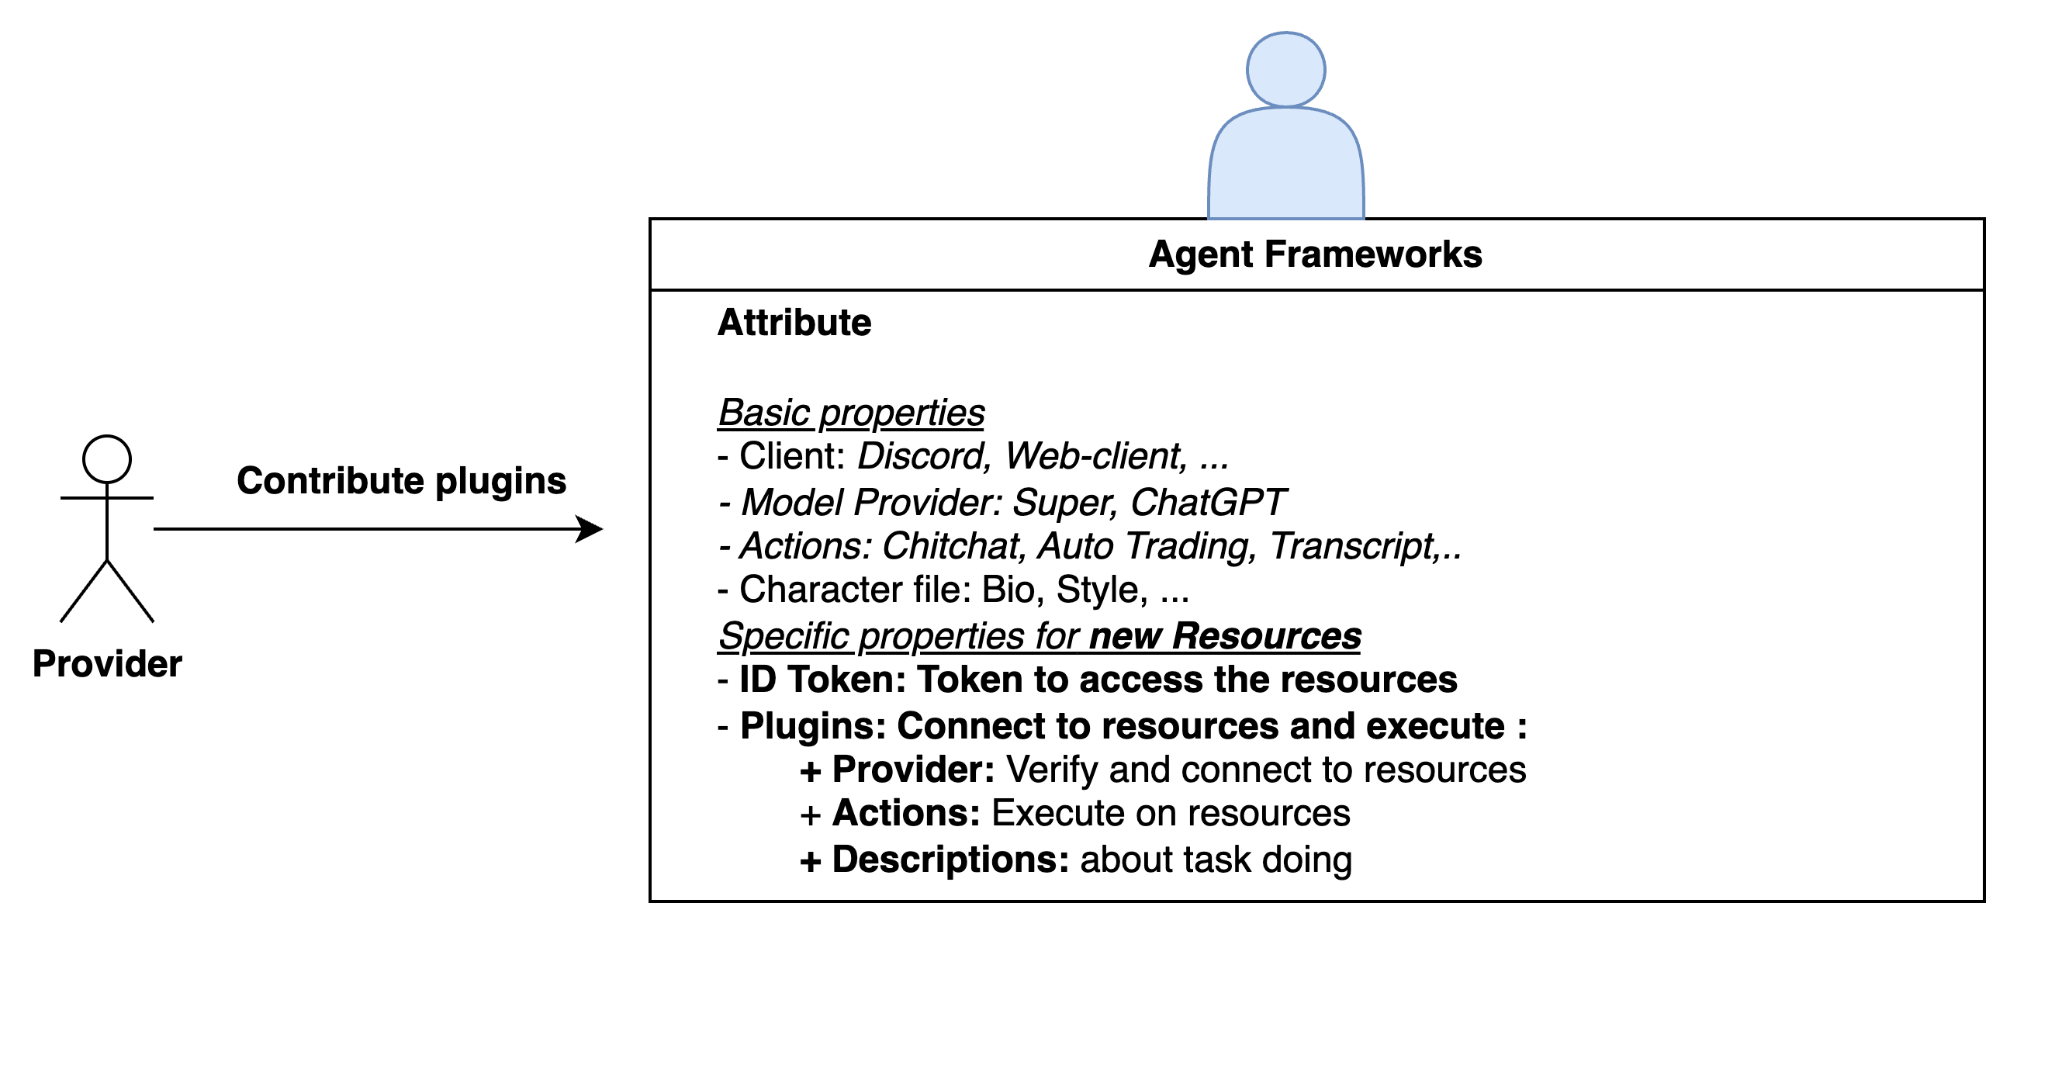 Agent Frameworks
Attribute
Basic properties
- Client: Discord, Web-client, ...
- Model Provider: Super, ChatGPT
- Actions: Chitchat, Auto Trading, Transcript,..
- Character file: Bio, Style, ...
Specific properties for new Resources
- ID Token: Token to access the resources
- Plugins: Connect to resources and execute :
+ Provider: Verify and connect to resources
+ Actions: Execute on resources
+ Descriptions: about task doing
Contribute plugins
Provider